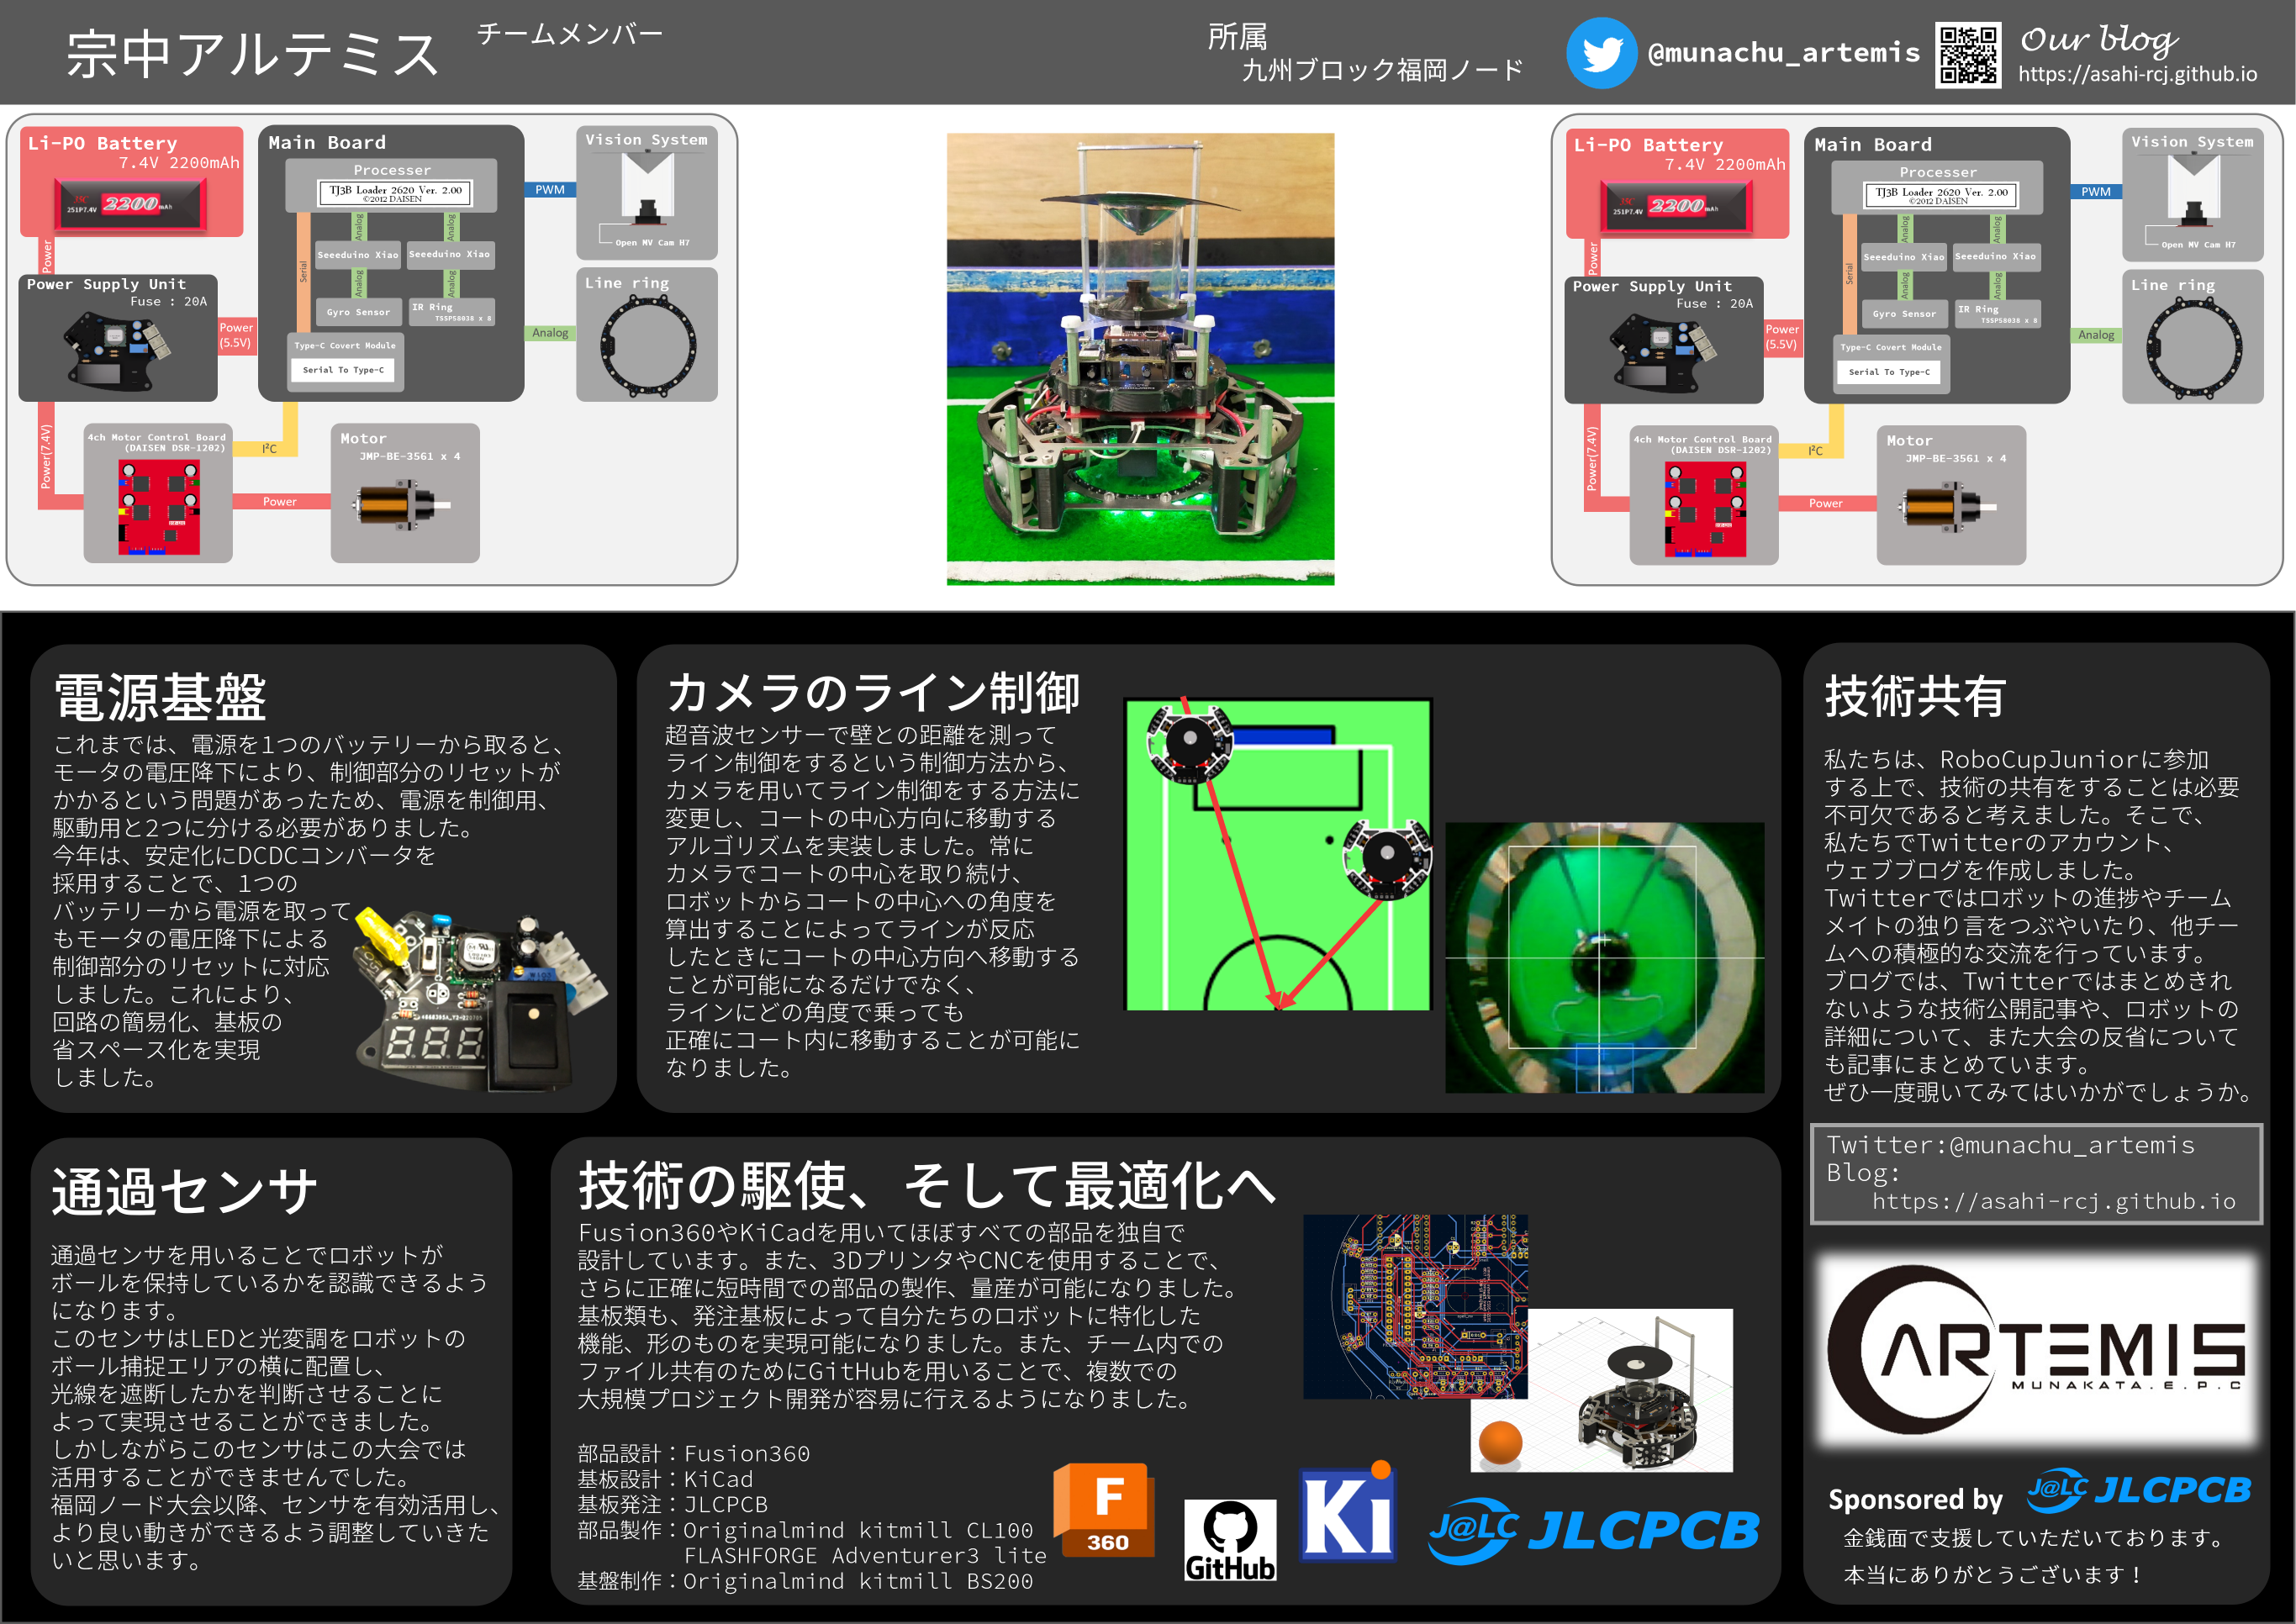 宗中アルテミス
チームメンバー
所属
九州ブロック福岡ノード
@munachu_artemis
Our blog
https://asahi-rcj.github.io
Li-PO Battery
7.4V 2200mAh
2S1P7.4V 2200mAh
Power
Power Supply Unit
Fuse : 20A
Power
(5.5V)
Power(7.4V)
Main Board
Processer
TJ3B Loader 2620 Ver. 2.00
©2012 DAISEN
Serial
Analog
Analog
Seeeduino Xiao
Seeeduino Xiao
Analog
Analog
Gyro Sensor
IR Ring
TSSP58038 x 8
Type-C Covert Module
Serial To Type-C
PWM
Vision System
Open MV Cam H7
Analog
Line ring
4ch Motor Control Board
(DAISEN DSR-1202)
I²C
Power
Motor
JMP-BE-3561 x 4
Li-PO Battery
7.4V 2200mAh
2S1P7.4V 2200mAh
Power
Power Supply Unit
Fuse : 20A
Power
(5.5V)
Power(7.4V)
Main Board
Processer
TJ3B Loader 2620 Ver. 2.00
©2012 DAISEN
Serial
Analog
Analog
Seeeduino Xiao
Seeeduino Xiao
Analog
Analog
Gyro Sensor
IR Ring
TSSP58038 x 8
Type-C Covert Module
Serial To Type-C
PWM
Vision System
Open MV Cam H7
Analog
Line ring
4ch Motor Control Board
(DAISEN DSR-1202)
I²C
Power
Motor
JMP-BE-3561 x 4
電源基盤
これまでは、電源を1つのバッテリーから取ると、
モータの電圧降下により、制御部分のリセットが
かかるという問題があったため、電源を制御用、
駆動用と2つに分ける必要がありました。
今年は、安定化にDCDCコンバータを
採用することで、1つの
バッテリーから電源を取って
もモータの電圧降下による
制御部分のリセットに対応
しました。これにより、
回路の簡易化、基板の
省スペース化を実現
しました。
カメラのライン制御
超音波センサーで壁との距離を測って
ライン制御をするという制御方法から、
カメラを用いてライン制御をする方法に
変更し、コートの中心方向に移動する
アルゴリズムを実装しました。常に
カメラでコートの中心を取り続け、
ロボットからコートの中心への角度を
算出することによってラインが反応
したときにコートの中心方向へ移動する
ことが可能になるだけでなく、
ラインにどの角度で乗っても
正確にコート内に移動することが可能に
なりました。
技術共有
私たちは、RoboCupJuniorに参加
する上で、技術の共有をすることは必要
不可欠であると考えました。そこで、
私たちでTwitterのアカウント、
ウェブブログを作成しました。
Twitterではロボットの進捗やチーム
メイトの独り言をつぶやいたり、他チー
ムへの積極的な交流を行っています。
ブログでは、Twitterではまとめきれ
ないような技術公開記事や、ロボットの
詳細について、また大会の反省について
も記事にまとめています。
ぜひ一度覗いてみてはいかがでしょうか。
Twitter:@munachu_artemis
Blog:
https://asahi-rcj.github.io
通過センサ
通過センサを用いることでロボットが
ボールを保持しているかを認識できるよう
になります。
このセンサはLEDと光変調をロボットの
ボール捕捉エリアの横に配置し、
光線を遮断したかを判断させることに
よって実現させることができました。
しかしながらこのセンサはこの大会では
活用することができませんでした。
福岡ノード大会以降、センサを有効活用し、
より良い動きができるよう調整していきた
いと思います。
技術の駆使、そして最適化へ
Fusion360やKiCadを用いてほぼすべての部品を独自で
設計しています。また、3DプリンタやCNCを使用することで、
さらに正確に短時間での部品の製作、量産が可能になりました。
基板類も、発注基板によって自分たちのロボットに特化した
機能、形のものを実現可能になりました。また、チーム内での
ファイル共有のためにGitHubを用いることで、複数での
大規模プロジェクト開発が容易に行えるようになりました。
部品設計：Fusion360
基板設計：KiCad
基板発注：JLCPCB
部品製作：Originalmind kitmill CL100
FLASHFORGE Adventurer3 lite
基盤制作：Originalmind kitmill BS200
F
360
GitHub
Ki
J@LC JLCPCB
ARTEMIS
MUNAKATA.E.P.C
Sponsored by J@LC JLCPCB
金銭面で支援していただいております。
本当にありがとうございます！